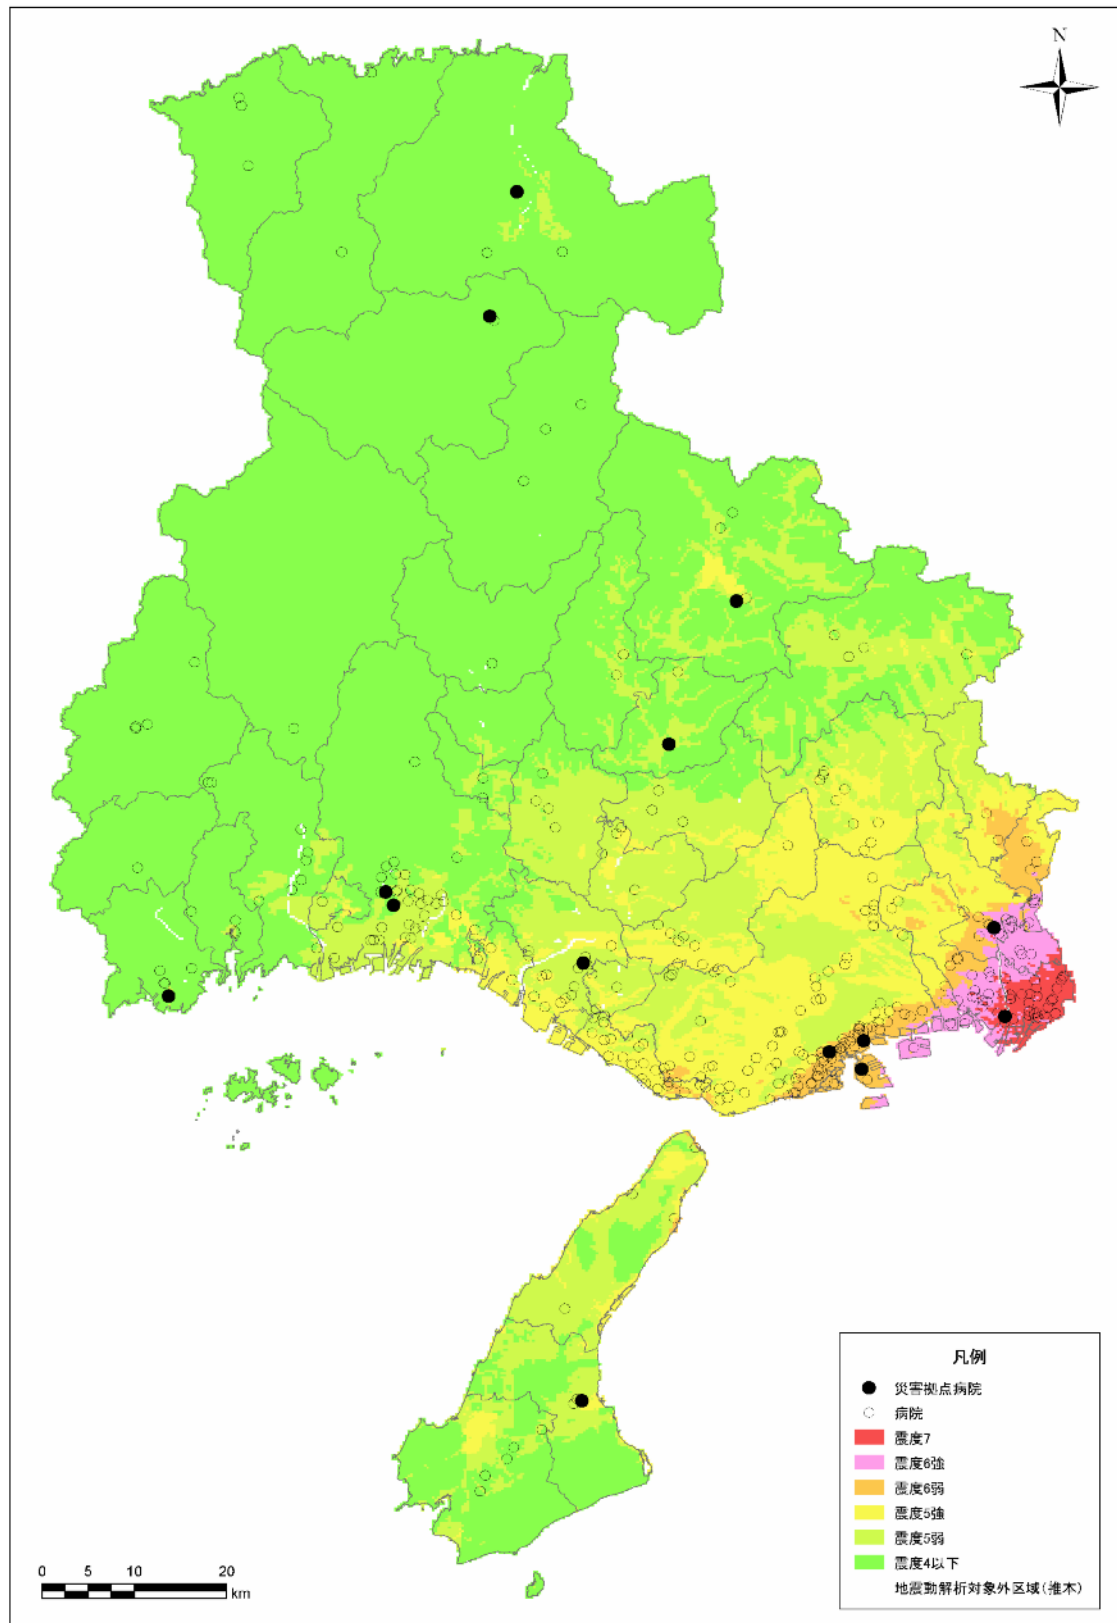 N
凡例
災害拠点病院
病院
震度7
震度6強
震度6弱
震度5強
震度5弱
震度4以下
地震動解析対象外区域(推木)
0 5 10 20
km